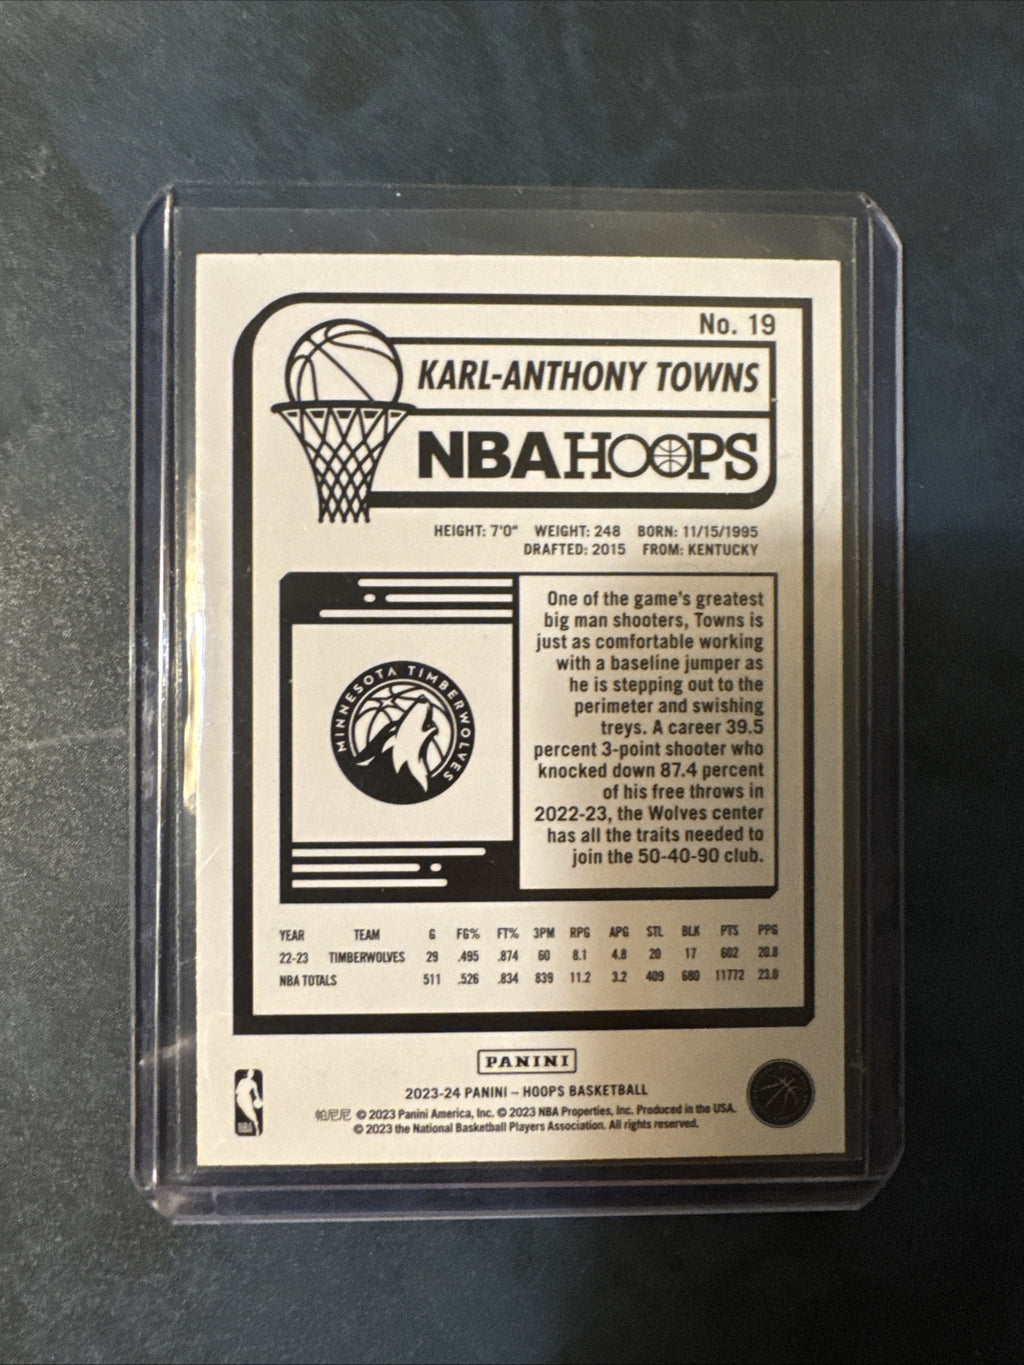 No. 19
KARL-ANTHONY TOWNS
NBA HOOPS
HEIGHT: 7'0" WEIGHT: 248 BORN: 11/15/1995
DRAFTED: 2015 FROM: KENTUCKY
MINNESOTA TIMBERWOLVES
One of the game's greatest
big man shooters, Towns is
just as comfortable working
with a baseline jumper as
he is stepping out to the
perimeter and swishing
treys. A career 39.5
percent 3-point shooter who
knocked down 87.4 percent
of his free throws in
2022-23, the Wolves center
has all the traits needed to
join the 50-40-90 club.
YEAR TEAM G FG% FT% 3PM RPG APG STL BLK PTS PPG
22-23 TIMBERWOLVES 29 .495 .874 60 8.1 4.8 20 17 602 20.8
NBA TOTALS 511 .526 .834 839 11.2 3.2 409 680 11772 23.0
PANINI
2023-24 PANINI – HOOPS BASKETBALL
帕尼尼 © 2023 Panini America, Inc. © 2023 NBA Properties, Inc. Produced in the USA.
© 2023 the National Basketball Players Association. All rights reserved.
NBA